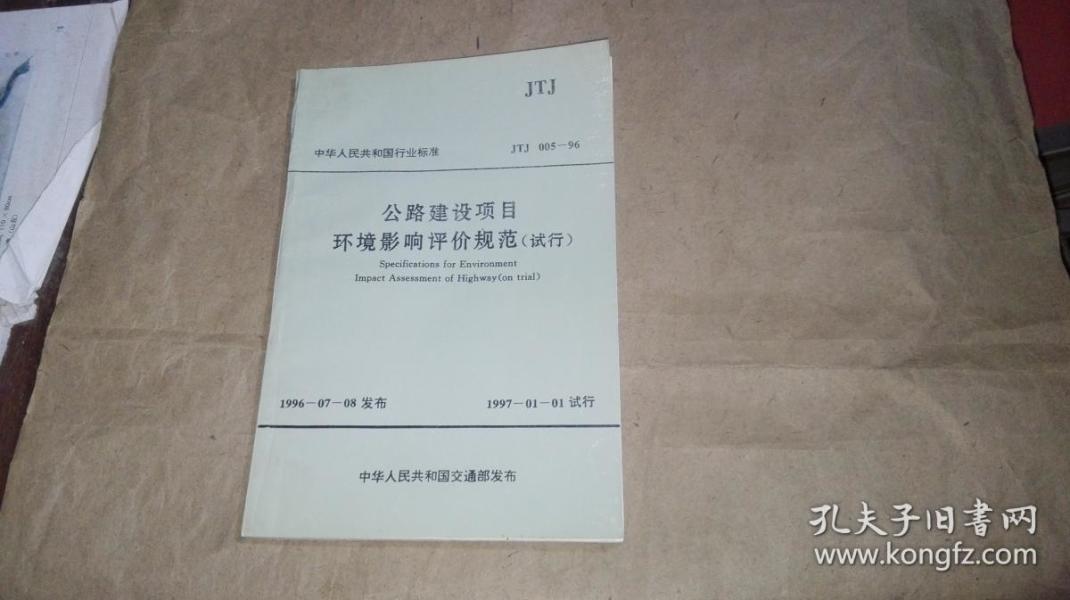 JTJ
中华人民共和国行业标准 JTJ 005-96
公路建设项目
环境影响评价规范(试行)
Specifications for Environment
Impact Assessment of Highway(on trial)
1996-07-08 发布 1997-01-01 试行
中华人民共和国交通部发布
孔夫子旧書网
www.kongfz.com